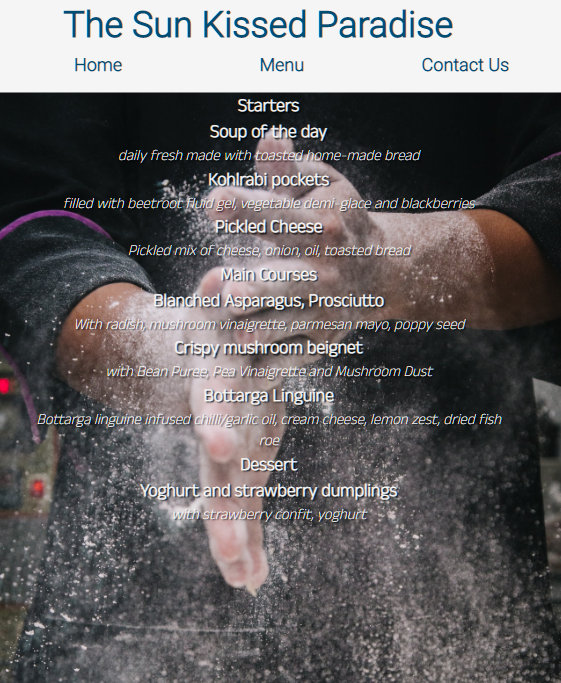 The Sun Kissed Paradise
Home Menu Contact Us
Starters
Soup of the day
daily fresh made with toasted home-made bread
Kohlrabi pockets
filled with beetroot fluid gel, vegetable demi-glace and blackberries
Pickled Cheese
Pickled mix of cheese, onion, oil, toasted bread
Main Courses
Blanched Asparagus, Prosciutto
With radish, mushroom vinaigrette, parmesan mayo, poppy seed
Crispy mushroom beignet
with Bean Puree, Pea Vinaigrette and Mushroom Dust
Bottarga Linguine
Bottarga linguine infused chilli/garlic oil, cream cheese, lemon zest, dried fish
roe
Dessert
Yoghurt and strawberry dumplings
with strawberry confit, yoghurt